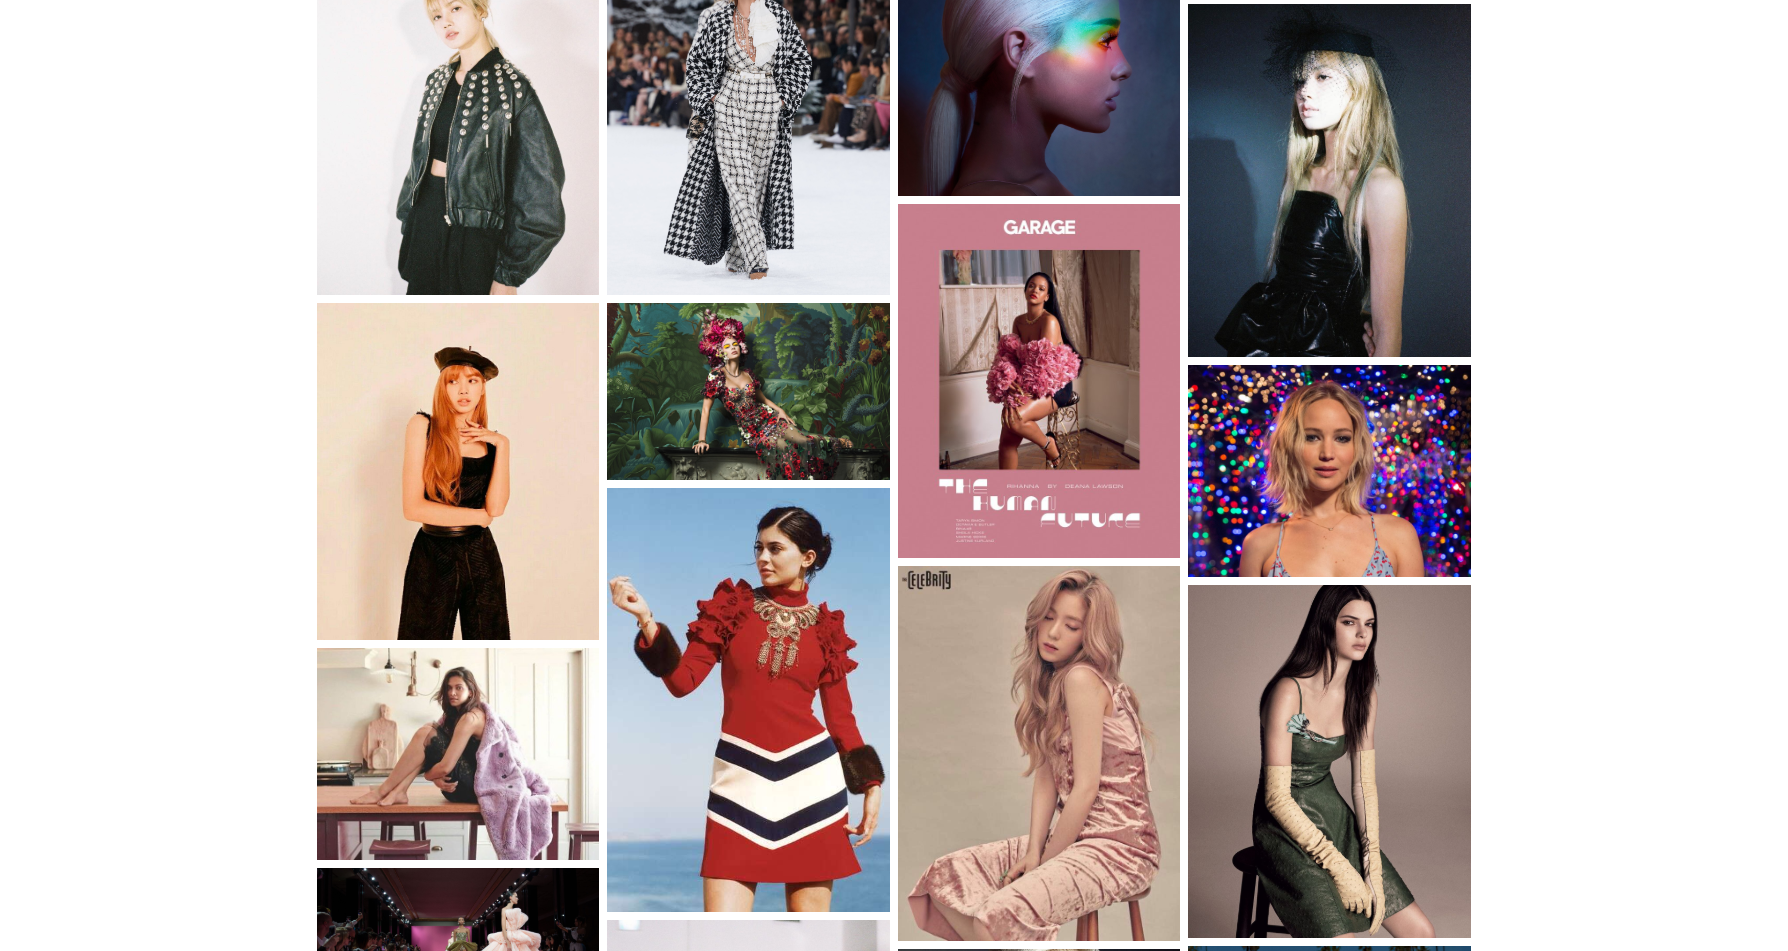 GARAGE
THE
RIHANNA BY DEANA LAWSON
HUMAN
FUTURE
THE CELEBRITY